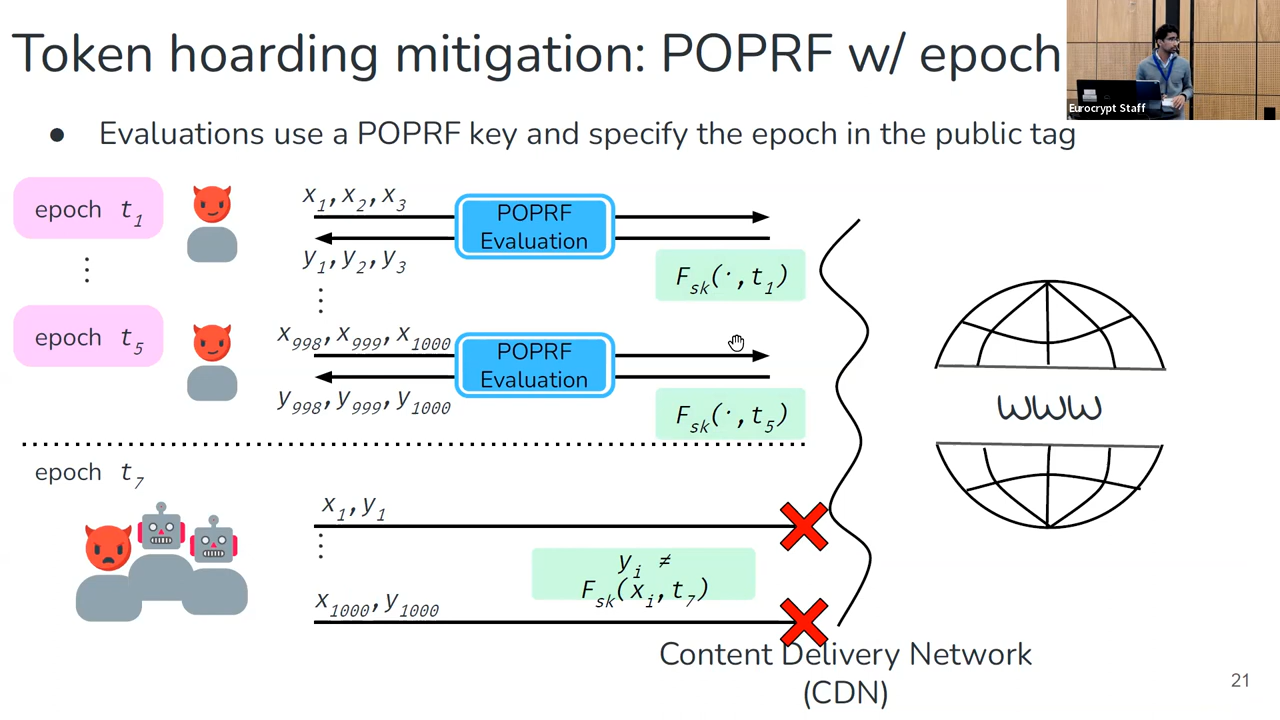 Token hoarding mitigation: POPRF w/ epoch
Eurocrypt Staff
● Evaluations use a POPRF key and specify the epoch in the public tag
epoch t₁
x₁,x₂,x₃
POPRF
Evaluation
y₁,y₂,y₃
F_sk(·,t₁)
⋮
⋮
epoch t₅
x₉₉₈,x₉₉₉,x₁₀₀₀
POPRF
Evaluation
y₉₉₈,y₉₉₉,y₁₀₀₀
F_sk(·,t₅)
WWW
epoch t₇
x₁,y₁
⋮
yᵢ ≠
F_sk(xᵢ,t₇)
x₁₀₀₀,y₁₀₀₀
Content Delivery Network
(CDN)
21